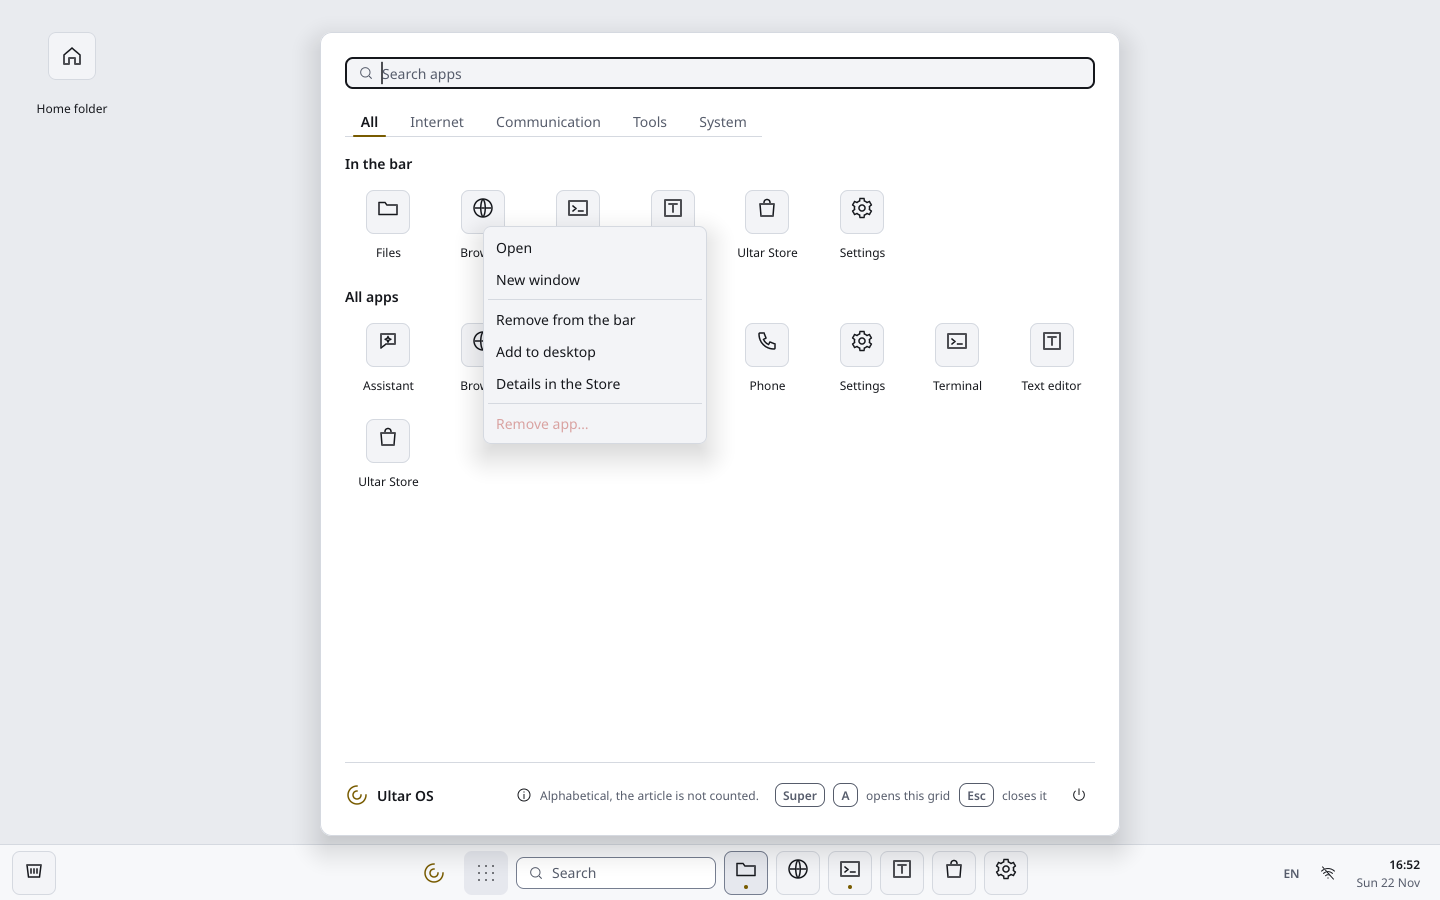 Home folder
Search apps
All Internet Communication Tools System
In the bar
Files
Ultar Store
Settings
Open
New window
Remove from the bar
Add to desktop
Details in the Store
Remove app...
All apps
Assistant
Phone
Settings
Terminal
Text editor
Ultar Store
Ultar OS
Alphabetical, the article is not counted. Super A opens this grid Esc closes it
Search
EN
16:52
Sun 22 Nov